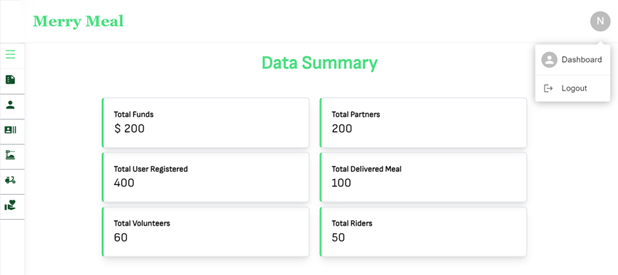 Merry Meal
N
Dashboard
Logout
Data Summary
Total Funds
$ 200
Total Partners
200
Total User Registered
400
Total Delivered Meal
100
Total Volunteers
60
Total Riders
50